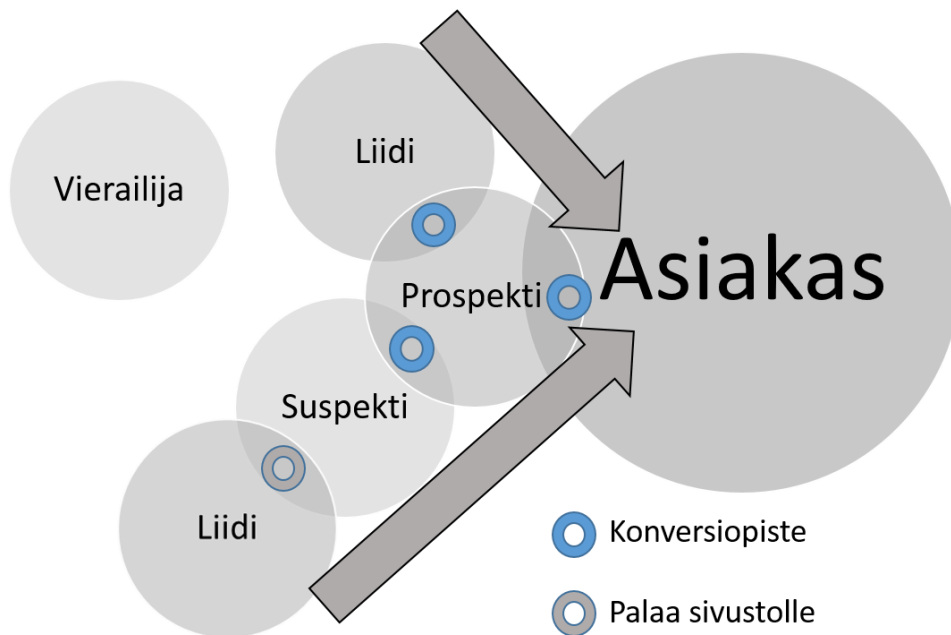 Liidi
Vierailija
Asiakas
Prospekti
Suspekti
Liidi
Konversiopiste
Palaa sivustolle